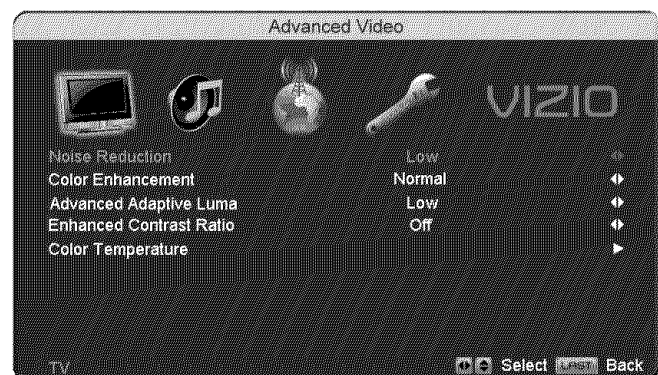 Advanced Video
VIZIO
Noise Reduction Low
Color Enhancement Normal
Advanced Adaptive Luma Low
Enhanced Contrast Ratio Off
Color Temperature
TV Select LAST Back